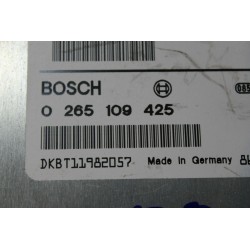 BOSCH
0 265 109 425
DKBT11982057 Made in Germany